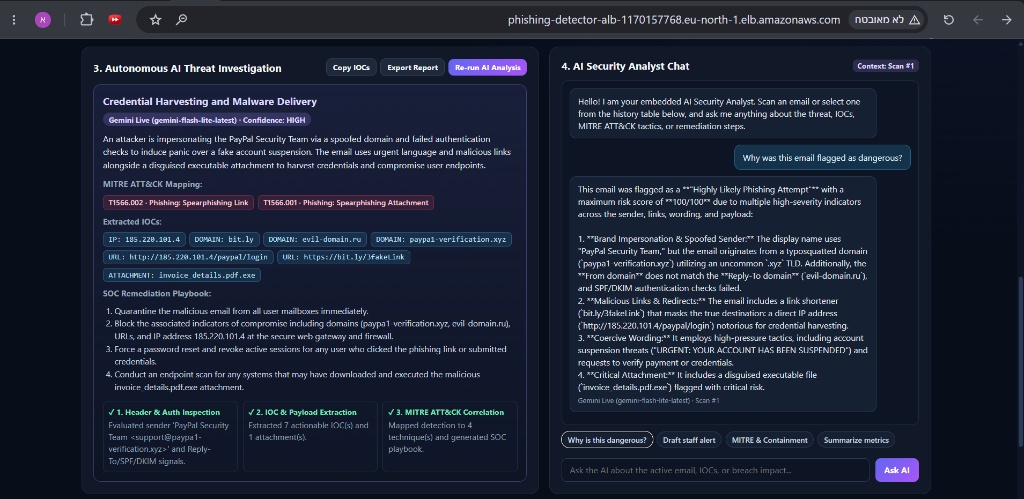 א
phishing-detector-alb-1170157768.eu-north-1.elb.amazonaws.com
לא מאובטח
3. Autonomous AI Threat Investigation
Copy IOCs
Export Report
Re-run AI Analysis
Credential Harvesting and Malware Delivery
Gemini Live (gemini-flash-lite-latest) · Confidence: HIGH
An attacker is impersonating the PayPal Security Team via a spoofed domain and failed authentication
checks to induce panic over a fake account suspension. The email uses urgent language and malicious links
alongside a disguised executable attachment to harvest credentials and compromise user endpoints.
MITRE ATT&CK Mapping:
T1566.002 - Phishing: Spearphishing Link
T1566.001 - Phishing: Spearphishing Attachment
Extracted IOCs:
IP: 185.220.101.4
DOMAIN: bit.ly
DOMAIN: evil-domain.ru
DOMAIN: paypa1-verification.xyz
URL: http://185.220.101.4/paypal/login
URL: https://bit.ly/3fakeLink
ATTACHMENT: invoice_details.pdf.exe
SOC Remediation Playbook:
1. Quarantine the malicious email from all user mailboxes immediately.
2. Block the associated indicators of compromise including domains (paypa1-verification.xyz, evil-domain.ru),
URLs, and IP address 185.220.101.4 at the secure web gateway and firewall.
3. Force a password reset and revoke active sessions for any user who clicked the phishing link or submitted
credentials.
4. Conduct an endpoint scan for any systems that may have downloaded and executed the malicious
invoice_details.pdf.exe attachment.
✓ 1. Header & Auth Inspection
Evaluated sender 'PayPal Security
Team <support@paypa1-
verification.xyz>' and Reply-
To/SPF/DKIM signals.
✓ 2. IOC & Payload Extraction
Extracted 7 actionable IOC(s) and
1 attachment(s).
✓ 3. MITRE ATT&CK Correlation
Mapped detection to 4
technique(s) and generated SOC
playbook.
4. AI Security Analyst Chat
Context: Scan #1
Hello! I am your embedded AI Security Analyst. Scan an email or select one
from the history table below, and ask me anything about the threat, IOCs,
MITRE ATT&CK tactics, or remediation steps.
Why was this email flagged as dangerous?
This email was flagged as a **"Highly Likely Phishing Attempt"** with a
maximum risk score of **100/100** due to multiple high-severity indicators
across the sender, links, wording, and payload:
1. **Brand Impersonation & Spoofed Sender:** The display name uses
"PayPal Security Team," but the email originates from a typosquatted domain
(`paypa1-verification.xyz`) utilizing an uncommon `.xyz` TLD. Additionally, the
**From domain** does not match the **Reply-To domain** (`evil-domain.ru`),
and SPF/DKIM authentication checks failed.
2. **Malicious Links & Redirects:** The email includes a link shortener
(`bit.ly/3fakeLink`) that masks the true destination: a direct IP address
(`http://185.220.101.4/paypal/login`) notorious for credential harvesting.
3. **Coercive Wording:** It employs high-pressure tactics, including account
suspension threats ("URGENT: YOUR ACCOUNT HAS BEEN SUSPENDED") and
requests to verify payment or credentials.
4. **Critical Attachment:** It includes a disguised executable file
(`invoice_details.pdf.exe`) flagged with critical risk.
Gemini Live (gemini-flash-lite-latest) · Scan #1
Why is this dangerous?
Draft staff alert
MITRE & Containment
Summarize metrics
Ask the AI about the active email, IOCs, or breach impact...
Ask AI